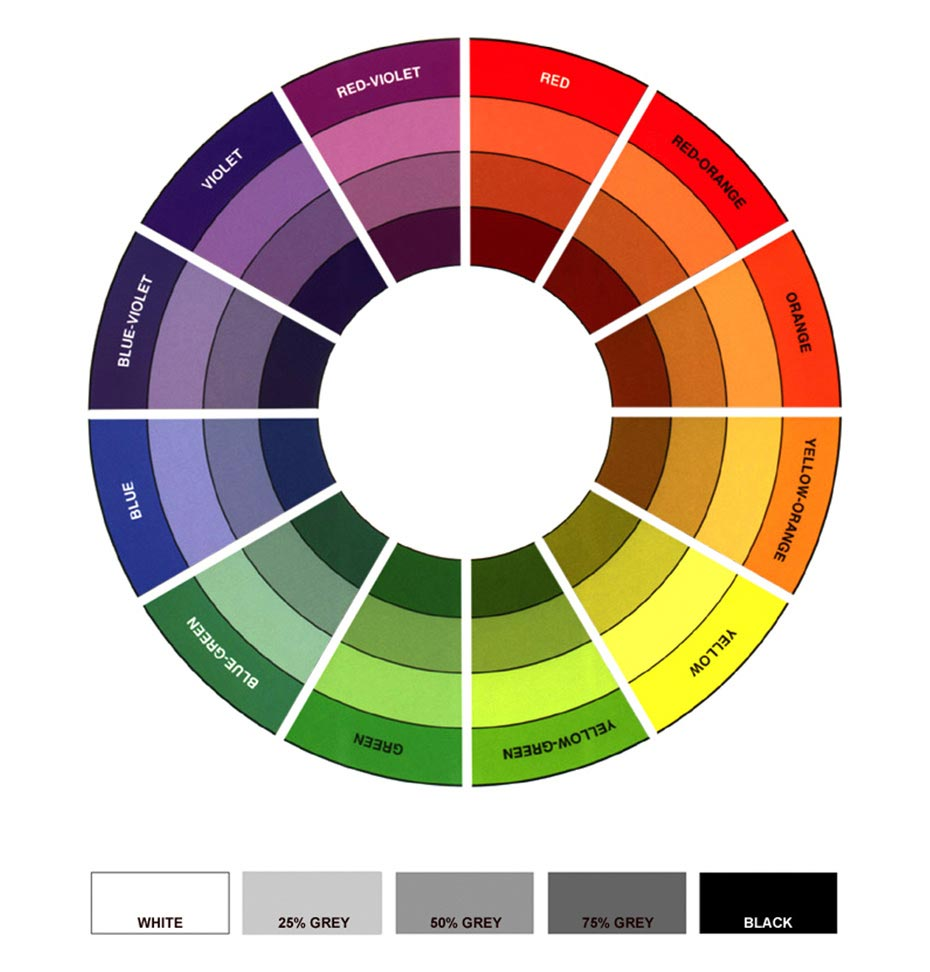 RED
RED-ORANGE
ORANGE
YELLOW-ORANGE
YELLOW
YELLOW-GREEN
GREEN
BLUE-GREEN
BLUE
BLUE-VIOLET
VIOLET
RED-VIOLET
WHITE
25% GREY
50% GREY
75% GREY
BLACK